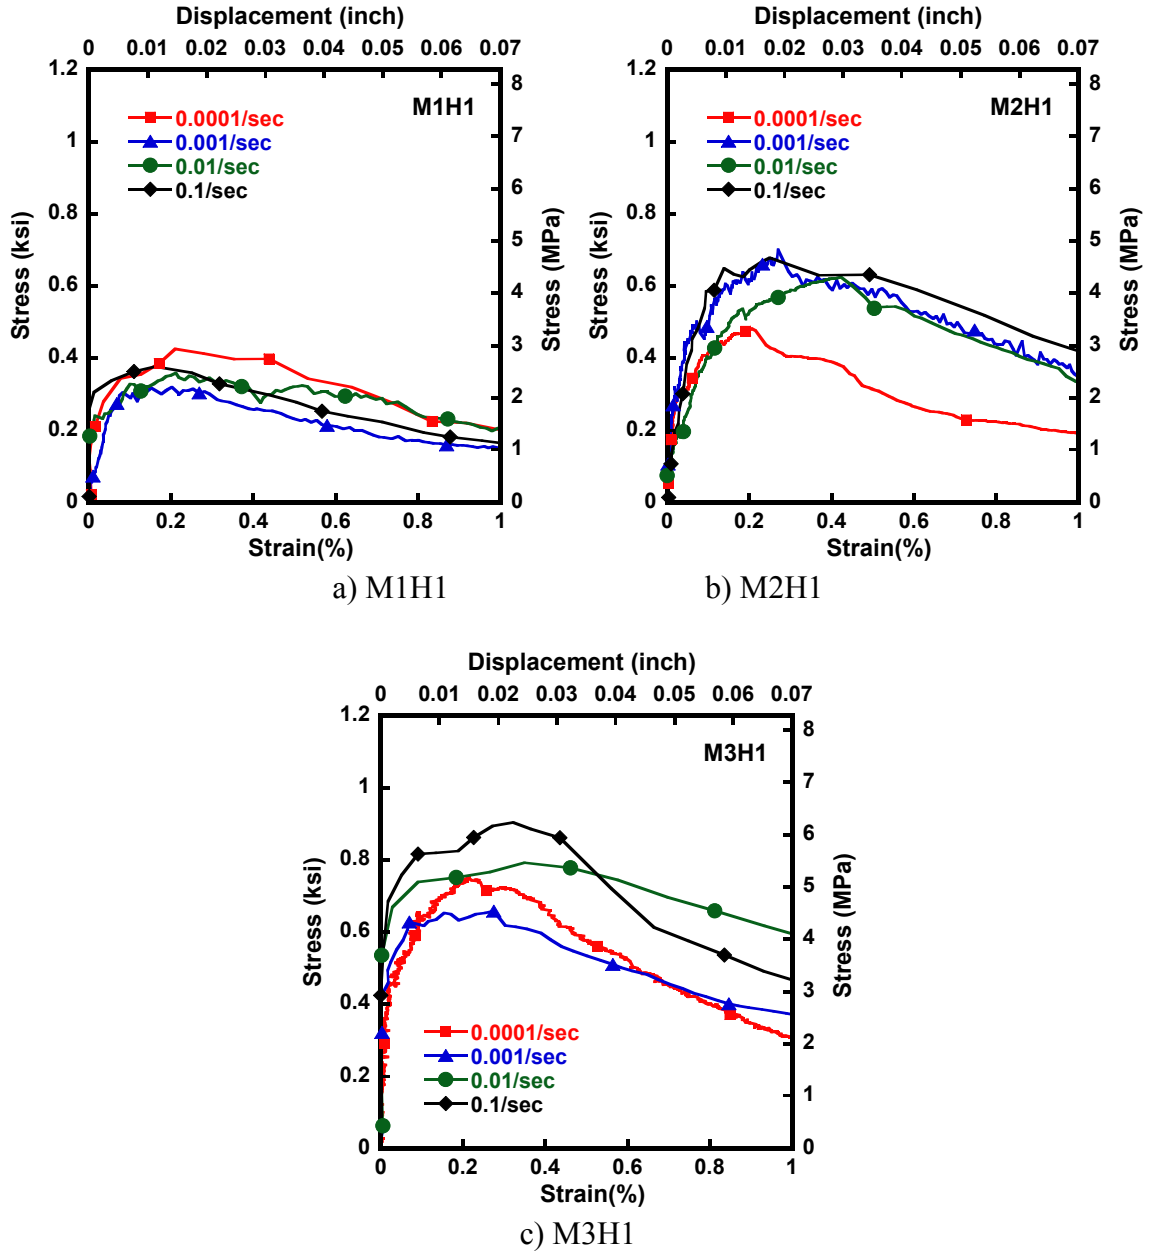 Displacement (inch)
0 0.01 0.02 0.03 0.04 0.05 0.06 0.07
1.2
1
0.8
0.6
0.4
0.2
0
Stress (ksi)
M1H1
0.0001/sec
0.001/sec
0.01/sec
0.1/sec
8
7
6
5
4
3
2
1
0
Stress (MPa)
0 0.2 0.4 0.6 0.8 1
Strain(%)
a) M1H1
Displacement (inch)
0 0.01 0.02 0.03 0.04 0.05 0.06 0.07
1.2
1
0.8
0.6
0.4
0.2
0
Stress (ksi)
M2H1
0.0001/sec
0.001/sec
0.01/sec
0.1/sec
8
7
6
5
4
3
2
1
0
Stress (MPa)
0 0.2 0.4 0.6 0.8 1
Strain(%)
b) M2H1
Displacement (inch)
0 0.01 0.02 0.03 0.04 0.05 0.06 0.07
1.2
1
0.8
0.6
0.4
0.2
0
Stress (ksi)
M3H1
0.0001/sec
0.001/sec
0.01/sec
0.1/sec
8
7
6
5
4
3
2
1
0
Stress (MPa)
0 0.2 0.4 0.6 0.8 1
Strain(%)
c) M3H1